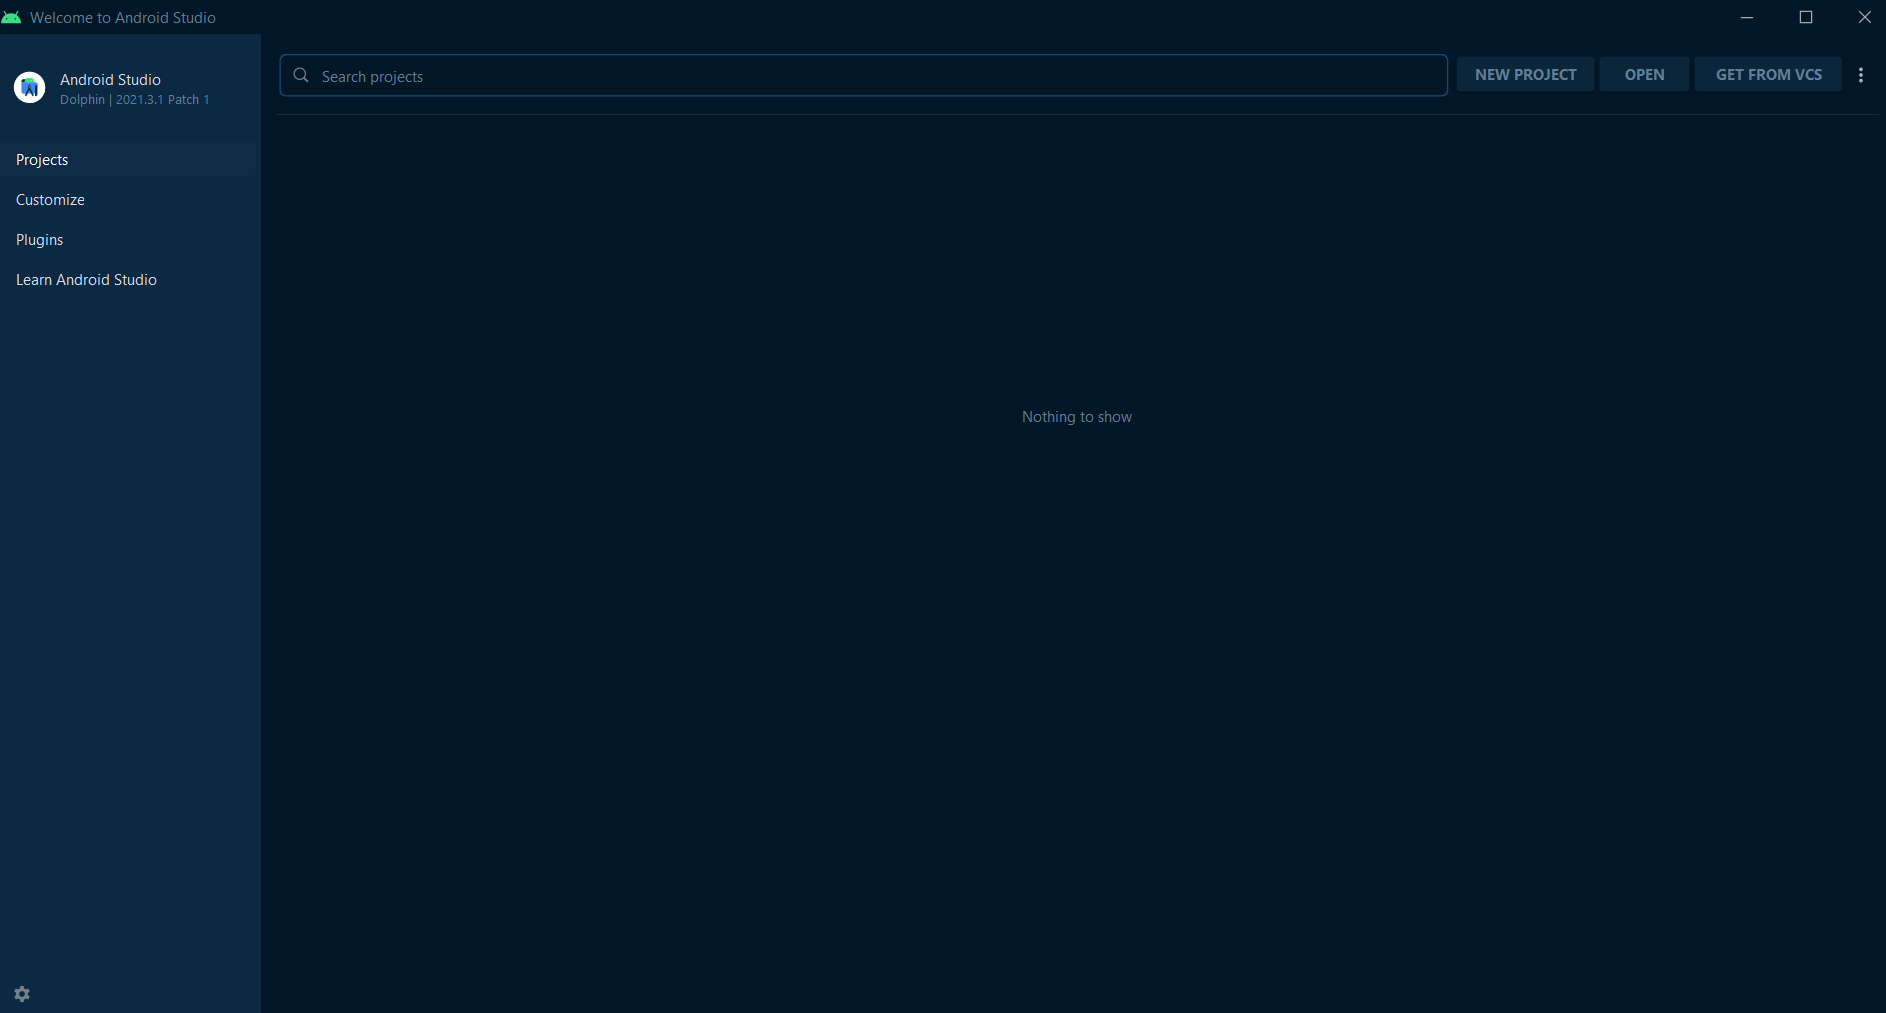 Welcome to Android Studio
Android Studio
Dolphin | 2021.3.1 Patch 1
Projects
Customize
Plugins
Learn Android Studio
Search projects
NEW PROJECT
OPEN
GET FROM VCS
Nothing to show